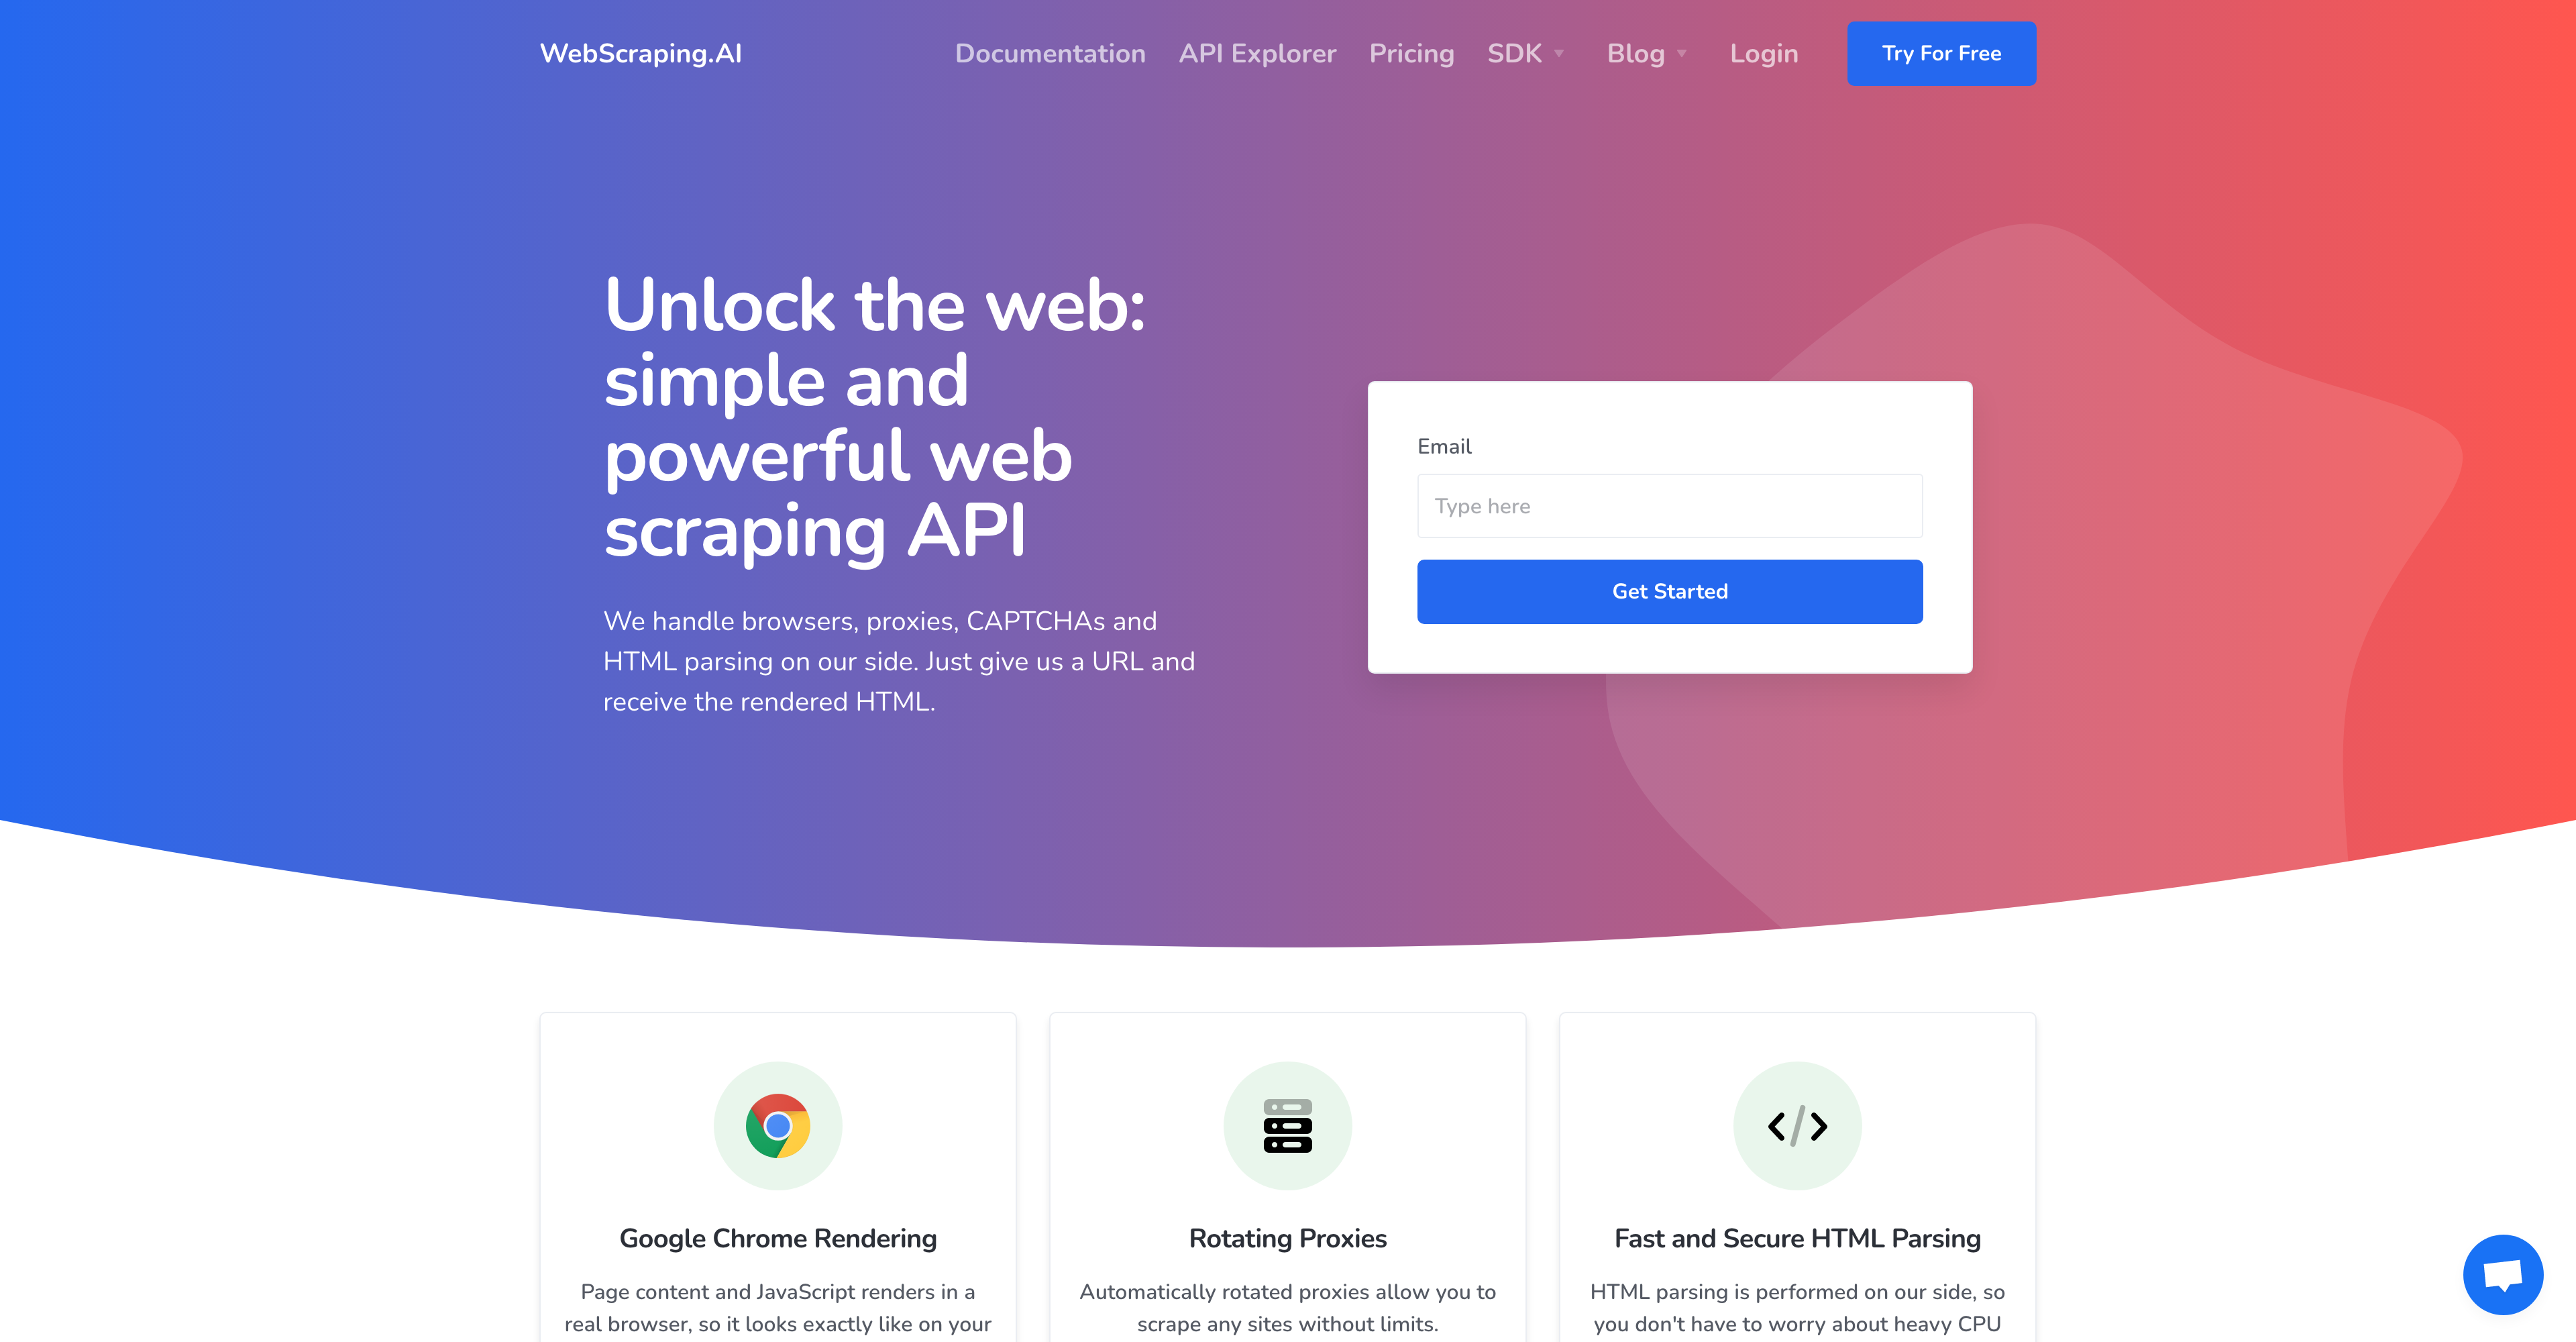 WebScraping.AI
Documentation
API Explorer
Pricing
SDK
Blog
Login
Try For Free
Unlock the web:
simple and
powerful web
scraping API
We handle browsers, proxies, CAPTCHAs and
HTML parsing on our side. Just give us a URL and
receive the rendered HTML.
Email
Type here
Get Started
Google Chrome Rendering
Page content and JavaScript renders in a
real browser, so it looks exactly like on your
Rotating Proxies
Automatically rotated proxies allow you to
scrape any sites without limits.
Fast and Secure HTML Parsing
HTML parsing is performed on our side, so
you don't have to worry about heavy CPU